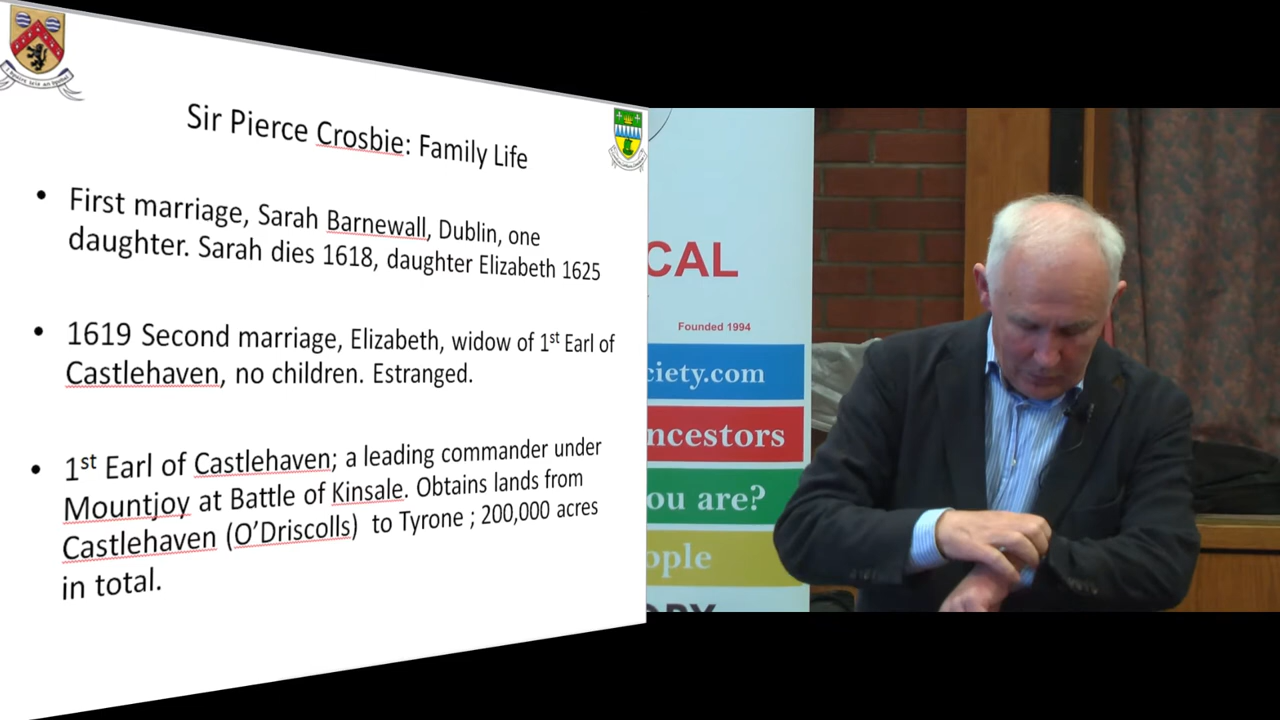 Sir Pierce Crosbie: Family Life
• First marriage, Sarah Barnewall, Dublin, one
daughter. Sarah dies 1618, daughter Elizabeth 1625
• 1619 Second marriage, Elizabeth, widow of 1st Earl of
Castlehaven, no children. Estranged.
• 1st Earl of Castlehaven; a leading commander under
Mountjoy at Battle of Kinsale. Obtains lands from
Castlehaven (O’Driscolls) to Tyrone ; 200,000 acres
in total.
CAL
Founded 1994
ciety.com
ncestors
ou are?
ople